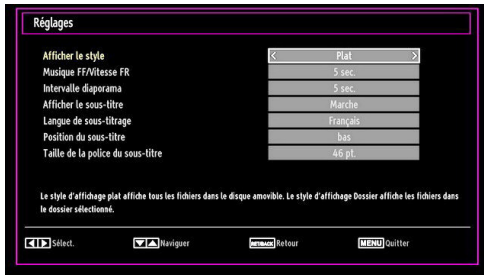 Réglages
Afficher le style < Plat >
Musique FF/Vitesse FR 5 sec.
Intervalle diaporama 5 sec.
Afficher le sous-titre Marche
Langue de sous-titrage Français
Position du sous-titre bas
Taille de la police du sous-titre 46 pt.
Le style d'affichage plat affiche tous les fichiers dans le disque amovible. Le style d'affichage Dossier affiche les fichiers dans
le dossier sélectionné.
Sélect. Naviguer RET/BACK Retour MENU Quitter